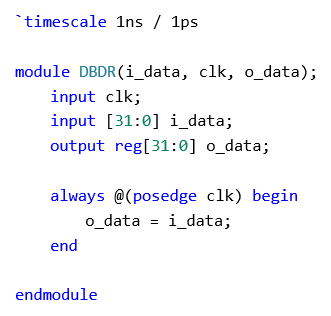 `timescale 1ns / 1ps
module DBDR(i_data, clk, o_data);
input clk;
input [31:0] i_data;
output reg[31:0] o_data;
always @(posedge clk) begin
o_data = i_data;
end
endmodule